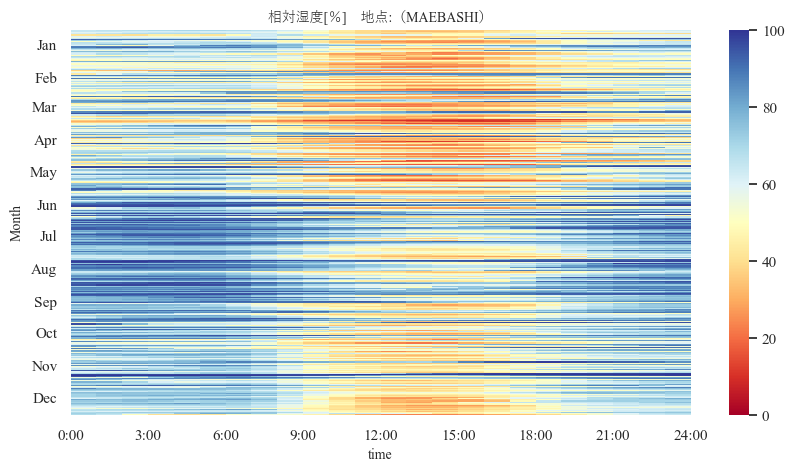 相対湿度[%]　地点:（MAEBASHI）
100
80
60
40
20
0
Jan
Feb
Mar
Apr
May
Jun
Jul
Aug
Sep
Oct
Nov
Dec
Month
0:00 3:00 6:00 9:00 12:00 15:00 18:00 21:00 24:00
time